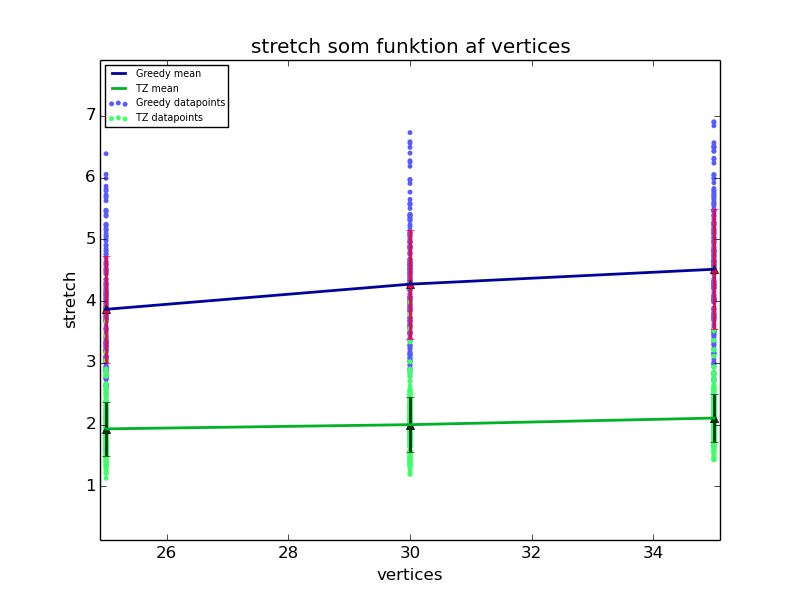 stretch som funktion af vertices
Greedy mean
TZ mean
Greedy datapoints
TZ datapoints
7
6
5
4
3
2
1
stretch
26
28
30
32
34
vertices